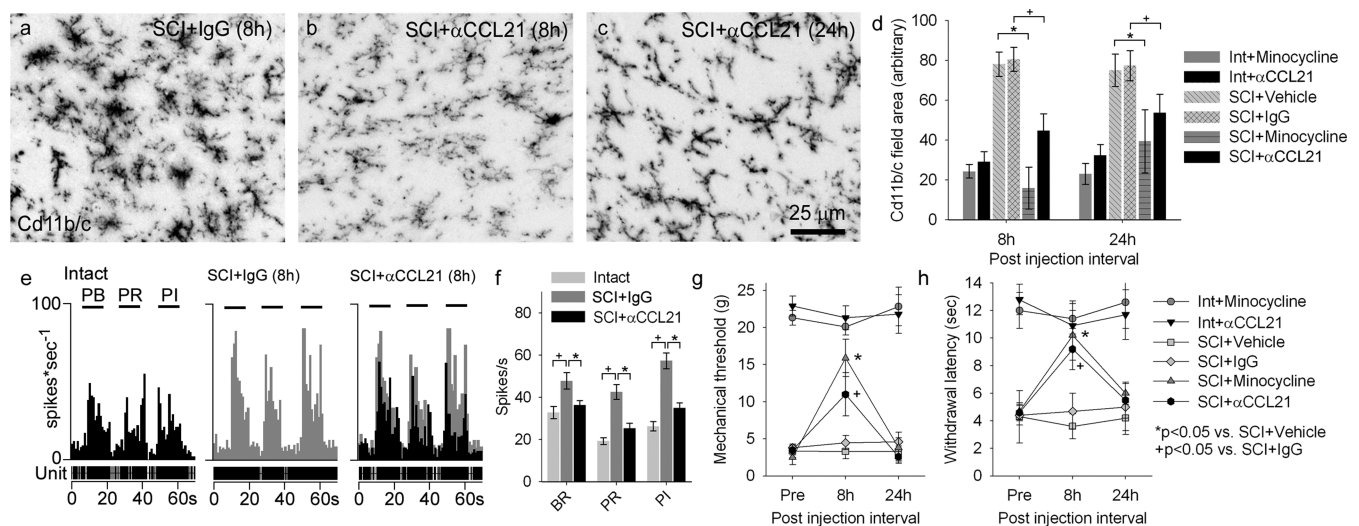 a
SCI+IgG (8h)
Cd11b/c
b
SCI+αCCL21 (8h)
c
SCI+αCCL21 (24h)
25 µm
d
100
80
60
40
20
0
Cd11b/c field area (arbitrary)
* + * +
8h 24h
Post injection interval
Int+Minocycline
Int+αCCL21
SCI+Vehicle
SCI+IgG
SCI+Minocycline
SCI+αCCL21
e
Intact
PB PR PI
SCI+IgG (8h)
SCI+αCCL21 (8h)
100
0
spikes*sec-1
Unit
0 20 40 60s
0 20 40 60s
0 20 40 60s
f
Intact
SCI+IgG
SCI+αCCL21
80
60
40
20
0
Spikes/s
+ * + * + *
BR PR PI
g
25
20
15
10
5
0
Mechanical threshold (g)
*
+
Pre 8h 24h
Post injection interval
h
14
12
10
8
6
4
2
0
Withdrawal latency (sec)
*
+
Pre 8h 24h
Post injection interval
Int+Minocycline
Int+αCCL21
SCI+Vehicle
SCI+IgG
SCI+Minocycline
SCI+αCCL21
*p<0.05 vs. SCI+Vehicle
+p<0.05 vs. SCI+IgG